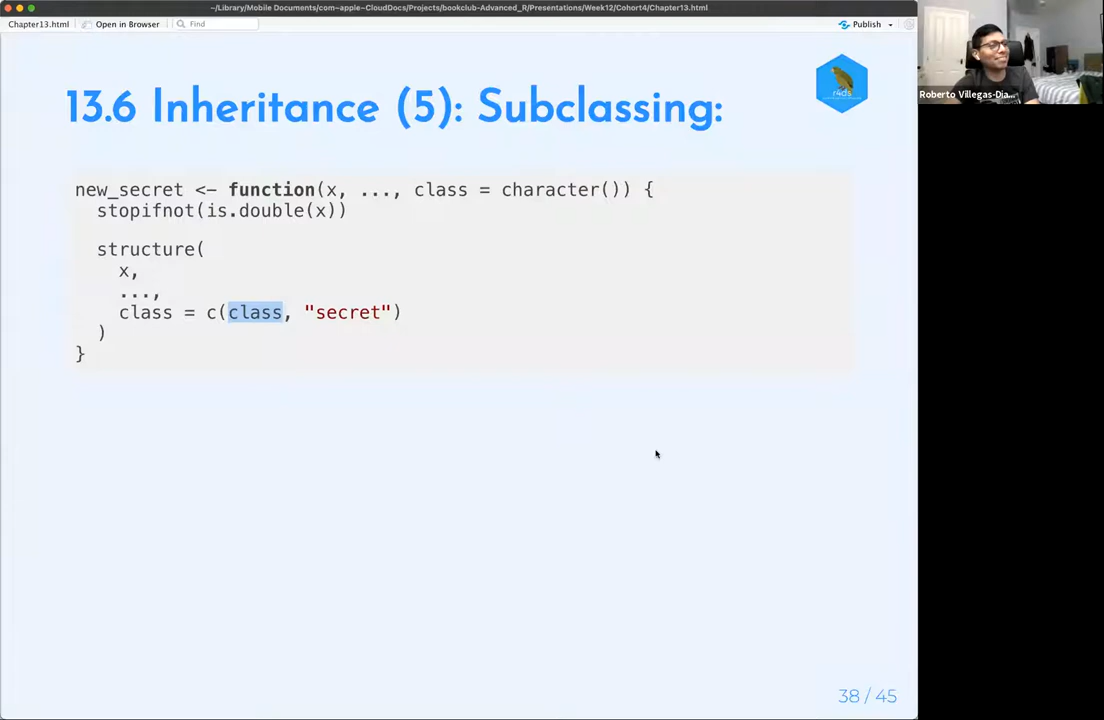 ~/Library/Mobile Documents/com~apple~CloudDocs/Projects/bookclub-Advanced_R/Presentations/Week12/Cohort4/Chapter13.html
Chapter13.html
Open in Browser
Find
Publish
13.6 Inheritance (5): Subclassing:
r4ds
Roberto Villegas-Dia...
new_secret <- function(x, ..., class = character()) {
stopifnot(is.double(x))
structure(
x,
...,
class = c(class, "secret")
)
}
38 / 45